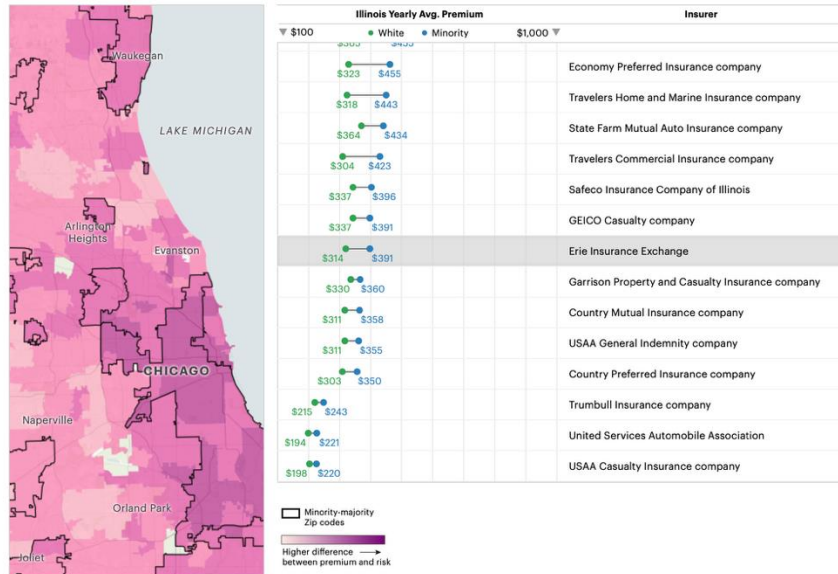 Waukegan
LAKE MICHIGAN
Arlington
Heights
Evanston
CHICAGO
Naperville
Orland Park
Joliet
Illinois Yearly Avg. Premium
Insurer
$100
White
Minority
$1,000
$323 $455 Economy Preferred Insurance company
$318 $443 Travelers Home and Marine Insurance company
$364 $434 State Farm Mutual Auto Insurance company
$304 $423 Travelers Commercial Insurance company
$337 $396 Safeco Insurance Company of Illinois
$337 $391 GEICO Casualty company
$314 $391 Erie Insurance Exchange
$330 $360 Garrison Property and Casualty Insurance company
$311 $358 Country Mutual Insurance company
$311 $355 USAA General Indemnity company
$303 $350 Country Preferred Insurance company
$215 $243 Trumbull Insurance company
$194 $221 United Services Automobile Association
$198 $220 USAA Casualty Insurance company
Minority-majority
Zip codes
Higher difference
between premium and risk